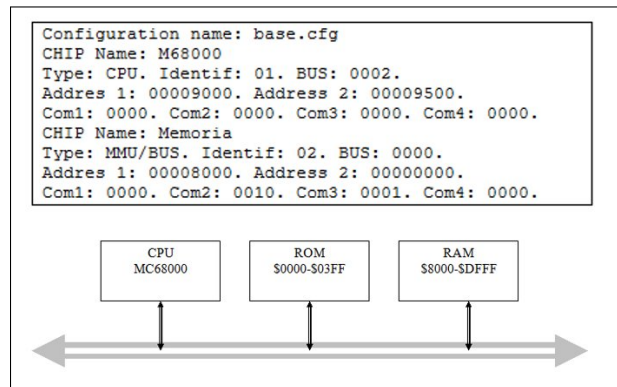 Configuration name: base.cfg
CHIP Name: M68000
Type: CPU. Identif: 01. BUS: 0002.
Addres 1: 00009000. Address 2: 00009500.
Com1: 0000. Com2: 0000. Com3: 0000. Com4: 0000.
CHIP Name: Memoria
Type: MMU/BUS. Identif: 02. BUS: 0000.
Addres 1: 00008000. Address 2: 00000000.
Com1: 0000. Com2: 0010. Com3: 0001. Com4: 0000.
CPU
MC68000
ROM
$0000-$03FF
RAM
$8000-$DFFF